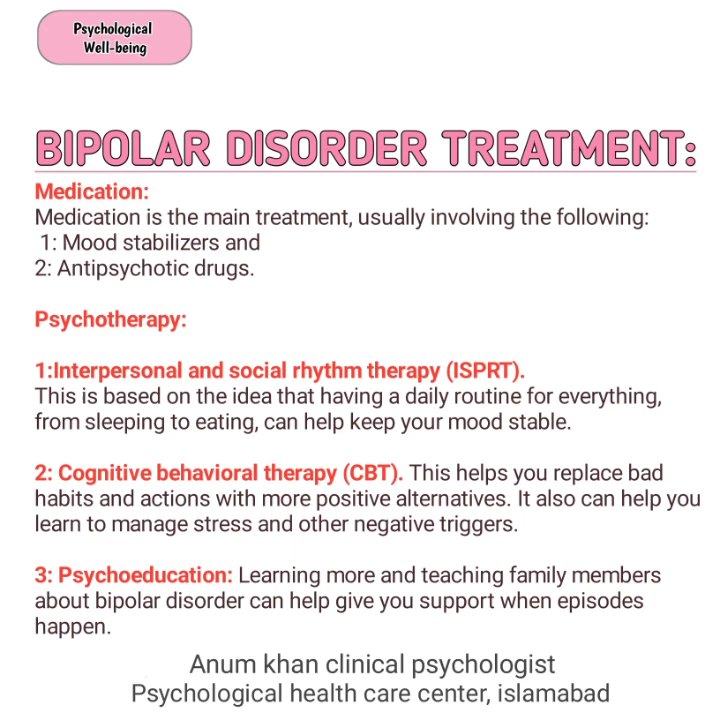 Psychological
Well-being
BIPOLAR DISORDER TREATMENT:
Medication:
Medication is the main treatment, usually involving the following:
1: Mood stabilizers and
2: Antipsychotic drugs.
Psychotherapy:
1:Interpersonal and social rhythm therapy (ISPRT).
This is based on the idea that having a daily routine for everything,
from sleeping to eating, can help keep your mood stable.
2: Cognitive behavioral therapy (CBT). This helps you replace bad
habits and actions with more positive alternatives. It also can help you
learn to manage stress and other negative triggers.
3: Psychoeducation: Learning more and teaching family members
about bipolar disorder can help give you support when episodes
happen.
Anum khan clinical psychologist
Psychological health care center, islamabad